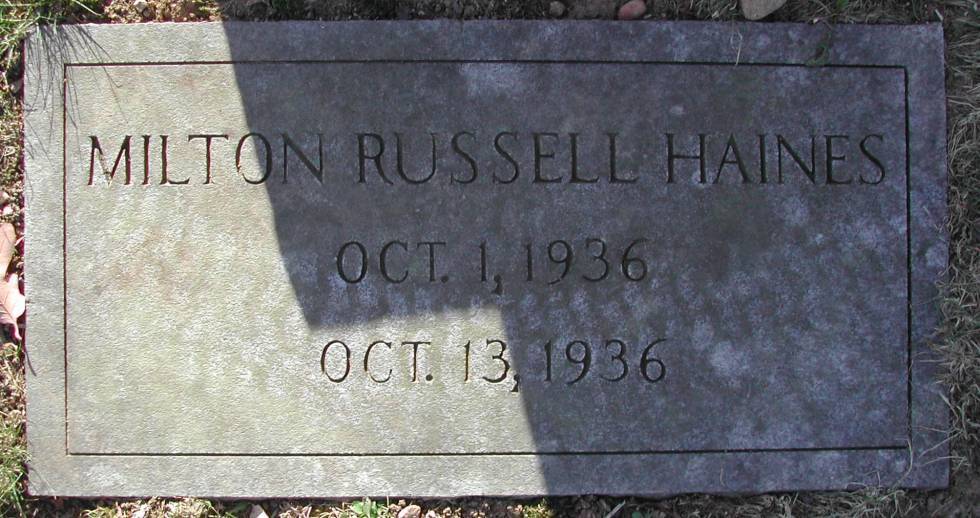 MILTON RUSSELL HAINES
OCT. 1, 1936
OCT. 13, 1936